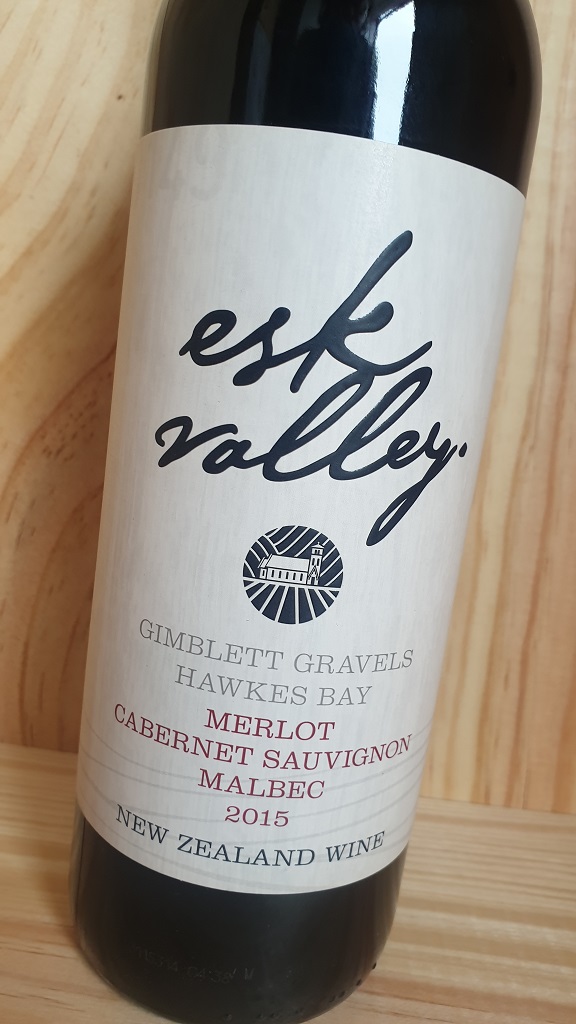 esk
valley.
GIMBLETT GRAVELS
HAWKES BAY
MERLOT
CABERNET SAUVIGNON
MALBEC
2015
NEW ZEALAND WINE